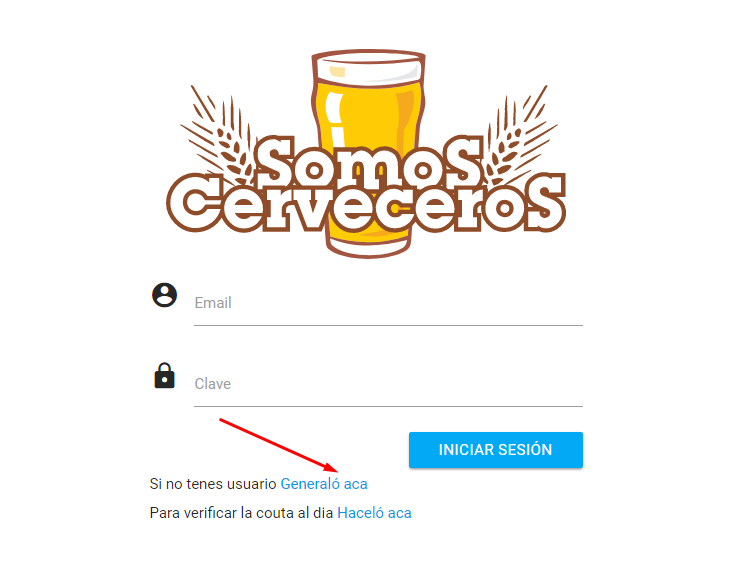 Somos
Cerveceros
Email
Clave
INICIAR SESIÓN
Si no tenes usuario Generaló aca
Para verificar la couta al dia Haceló aca